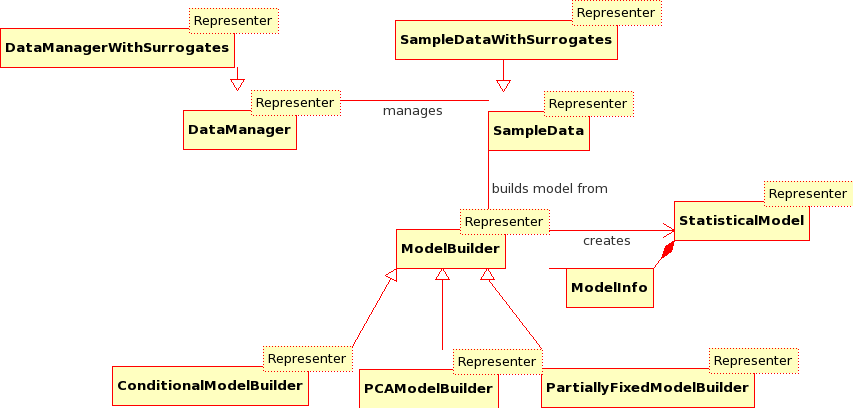 Representer
DataManagerWithSurrogates
Representer
SampleDataWithSurrogates
Representer
DataManager
manages
Representer
SampleData
builds model from
Representer
ModelBuilder
creates
Representer
StatisticalModel
ModelInfo
Representer
ConditionalModelBuilder
Representer
PCAModelBuilder
Representer
PartiallyFixedModelBuilder